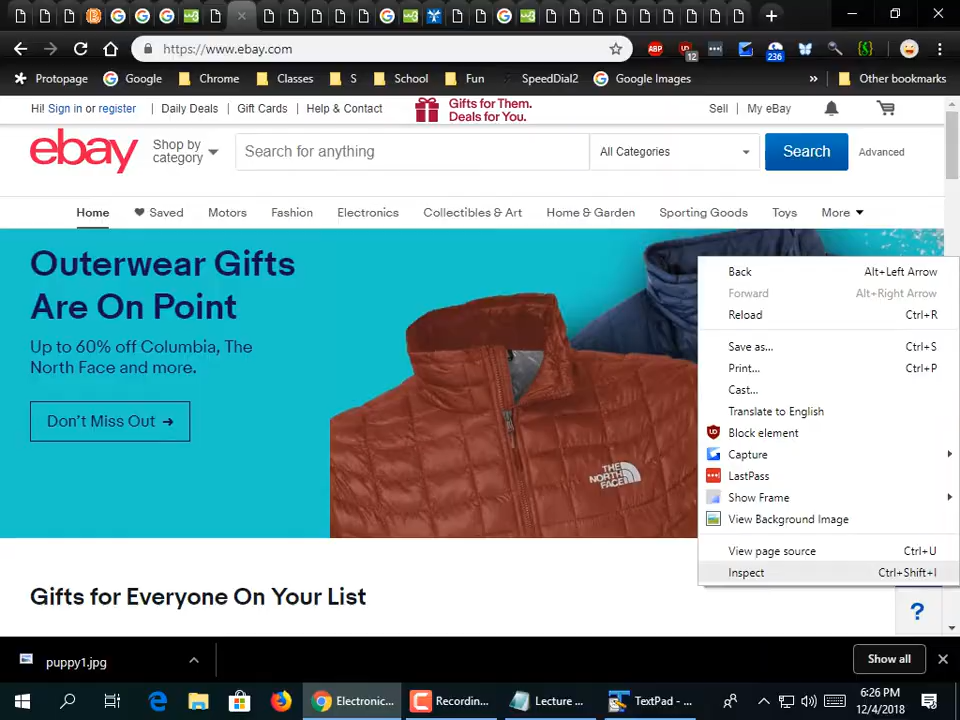 https://www.ebay.com
ABP
12
236
Protopage
Google
Chrome
Classes
S
School
Fun
SpeedDial2
Google Images
»
Other bookmarks
Hi! Sign in or register
Daily Deals
Gift Cards
Help & Contact
Gifts for Them.
Deals for You.
Sell
My eBay
ebay
Shop by
category
Search for anything
All Categories
Search
Advanced
Home
Saved
Motors
Fashion
Electronics
Collectibles & Art
Home & Garden
Sporting Goods
Toys
More
Outerwear Gifts
Are On Point
Up to 60% off Columbia, The
North Face and more.
Don't Miss Out →
THE
NORTH
FACE
Back Alt+Left Arrow
Forward Alt+Right Arrow
Reload Ctrl+R
Save as... Ctrl+S
Print... Ctrl+P
Cast...
Translate to English
Block element
Capture
LastPass
Show Frame
View Background Image
View page source Ctrl+U
Inspect Ctrl+Shift+I
Gifts for Everyone On Your List
?
puppy1.jpg
Show all
Electronic...
Recording...
Lecture ...
TextPad - ...
6:26 PM
12/4/2018